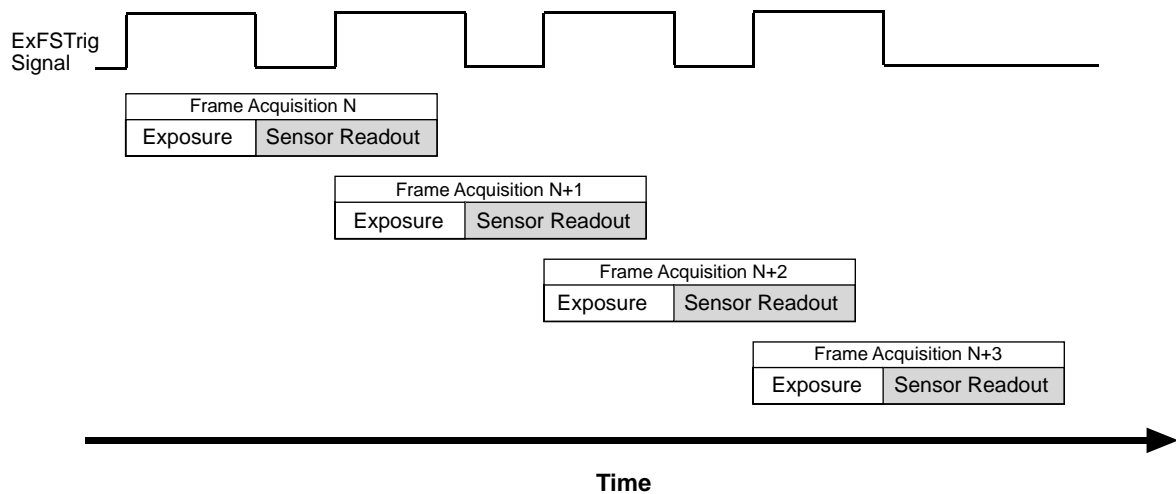 ExFSTrig
Signal
Frame Acquisition N
Exposure Sensor Readout
Frame Acquisition N+1
Exposure Sensor Readout
Frame Acquisition N+2
Exposure Sensor Readout
Frame Acquisition N+3
Exposure Sensor Readout
Time